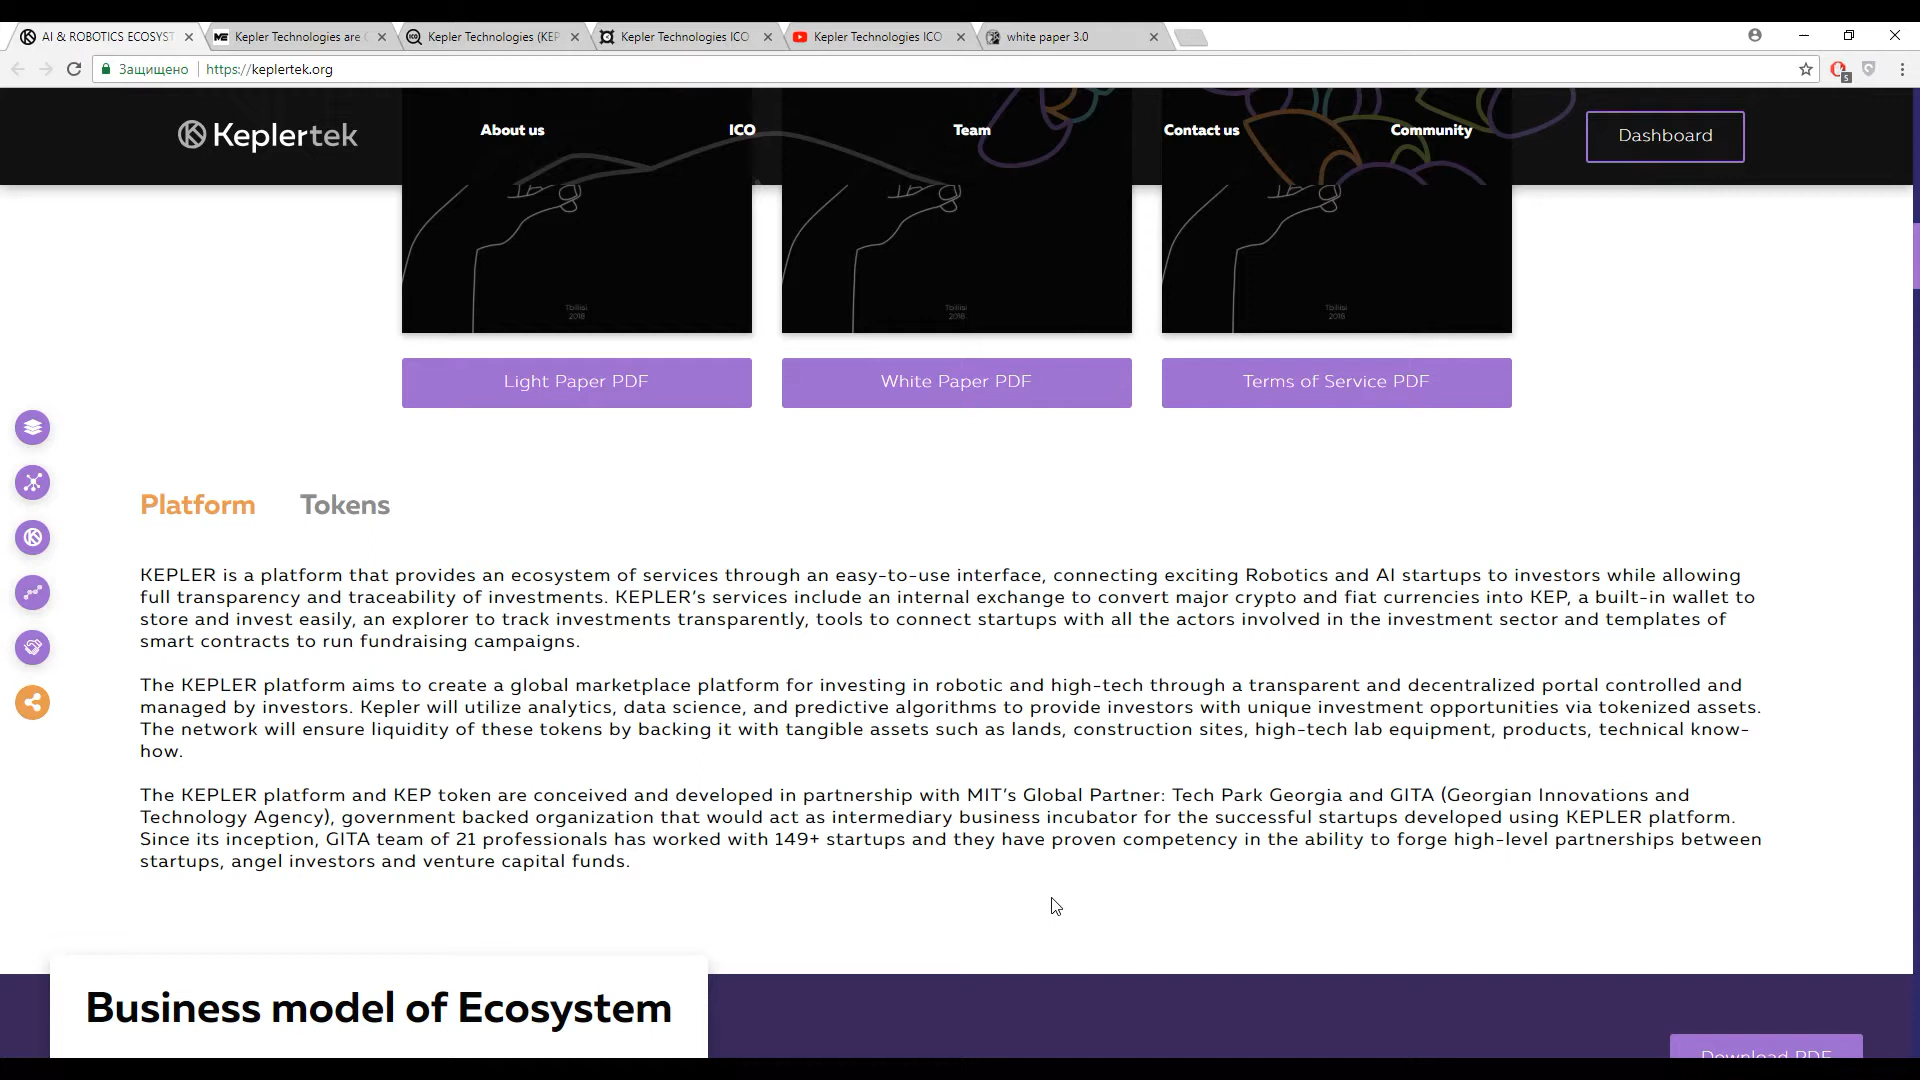 AI & ROBOTICS ECOSYST
Kepler Technologies are
Kepler Technologies (KEP
Kepler Technologies ICO
Kepler Technologies ICO
white paper 3.0
Защищено
https://keplertek.org
5
Keplertek
About us
ICO
Team
Contact us
Community
Dashboard
Tbilisi
2018
Tbilisi
2018
Tbilisi
2018
Light Paper PDF
White Paper PDF
Terms of Service PDF
Platform
Tokens
KEPLER is a platform that provides an ecosystem of services through an easy-to-use interface, connecting exciting Robotics and AI startups to investors while allowing
full transparency and traceability of investments. KEPLER’s services include an internal exchange to convert major crypto and fiat currencies into KEP, a built-in wallet to
store and invest easily, an explorer to track investments transparently, tools to connect startups with all the actors involved in the investment sector and templates of
smart contracts to run fundraising campaigns.
The KEPLER platform aims to create a global marketplace platform for investing in robotic and high-tech through a transparent and decentralized portal controlled and
managed by investors. Kepler will utilize analytics, data science, and predictive algorithms to provide investors with unique investment opportunities via tokenized assets.
The network will ensure liquidity of these tokens by backing it with tangible assets such as lands, construction sites, high-tech lab equipment, products, technical know-
how.
The KEPLER platform and KEP token are conceived and developed in partnership with MIT’s Global Partner: Tech Park Georgia and GITA (Georgian Innovations and
Technology Agency), government backed organization that would act as intermediary business incubator for the successful startups developed using KEPLER platform.
Since its inception, GITA team of 21 professionals has worked with 149+ startups and they have proven competency in the ability to forge high-level partnerships between
startups, angel investors and venture capital funds.
Business model of Ecosystem
Download PDF